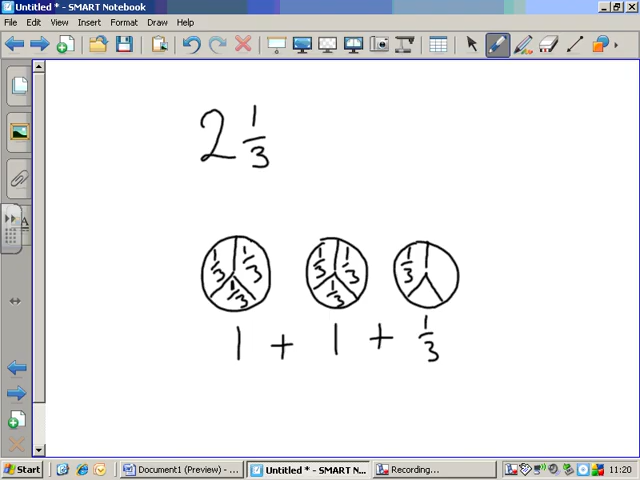 Untitled * - SMART Notebook
File Edit View Insert Format Draw Help
2 1/3
1/3 1/3 1/3 1/3 1/3 1/3 1/3
1 + 1 + 1/3
Start Document1 (Preview) - ... Untitled * - SMART N... Recording... 11:20